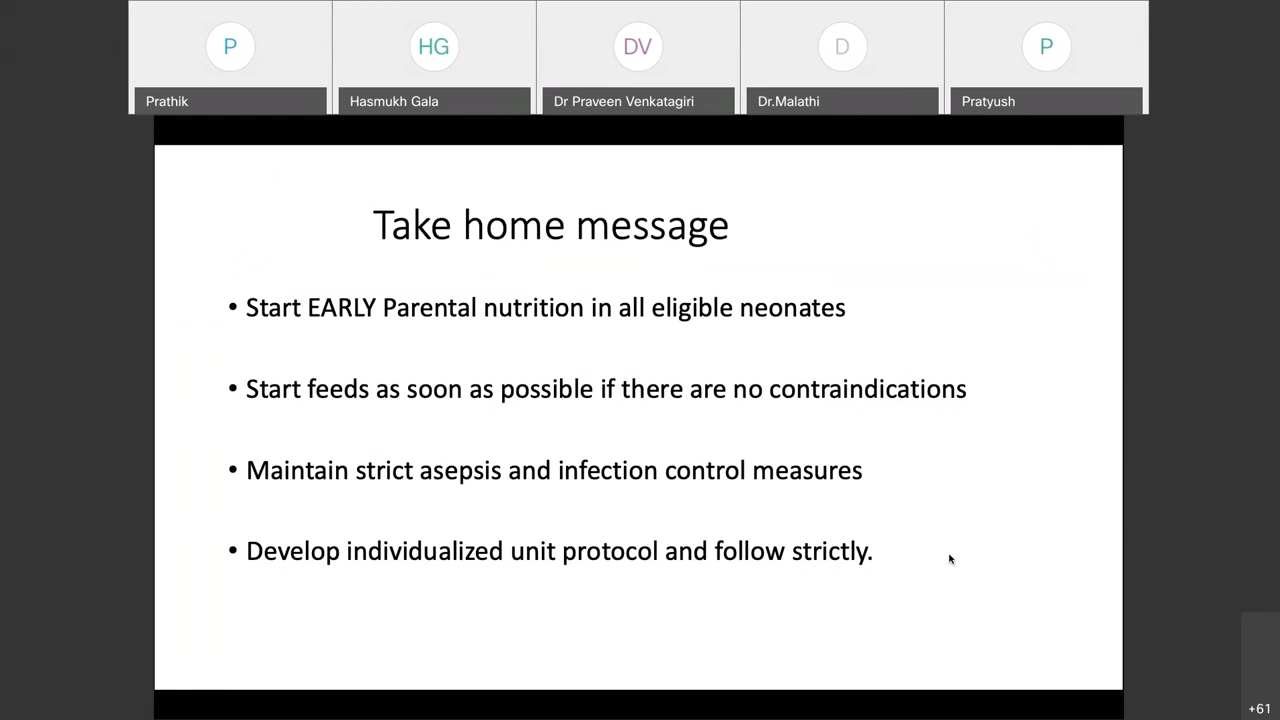 P
HG
DV
D
P
Prathik
Hasmukh Gala
Dr Praveen Venkatagiri
Dr.Malathi
Pratyush
Take home message
• Start EARLY Parental nutrition in all eligible neonates
• Start feeds as soon as possible if there are no contraindications
• Maintain strict asepsis and infection control measures
• Develop individualized unit protocol and follow strictly.
+61